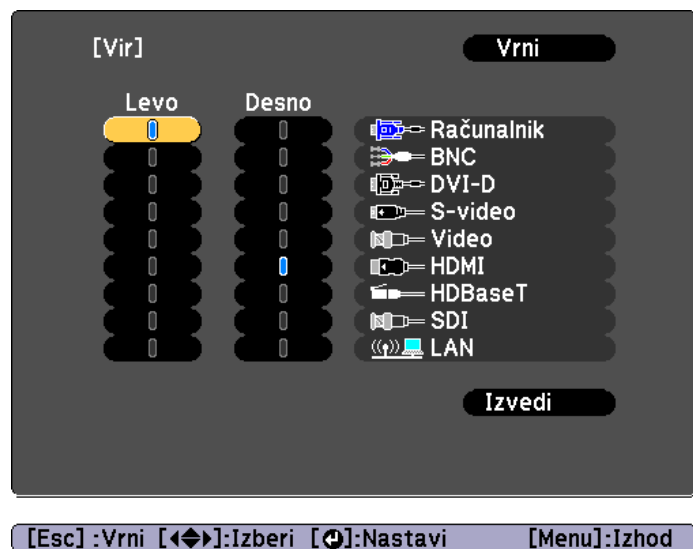 [Vir] Vrni
Levo Desno
Računalnik
BNC
DVI-D
S-video
Video
HDMI
HDBaseT
SDI
LAN
Izvedi
[Esc] :Vrni []:Izberi []:Nastavi [Menu]:Izhod